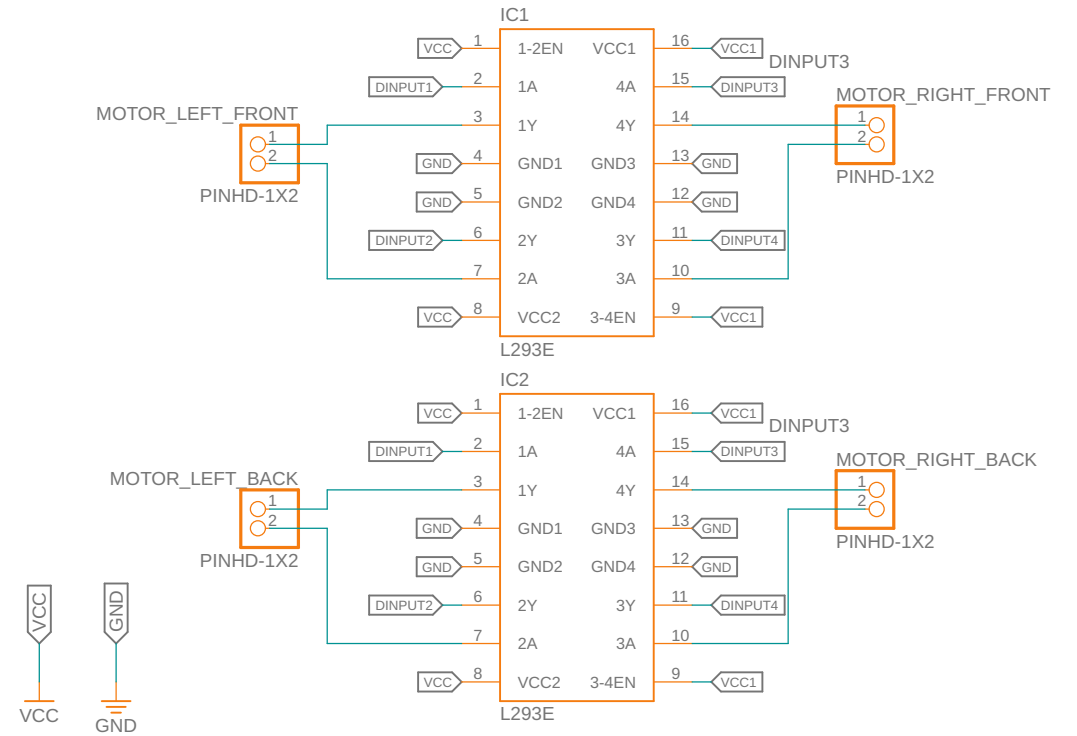 IC1
VCC 1 1-2EN VCC1 16 VCC1
DINPUT3
DINPUT1 2 1A 4A 15 DINPUT3
MOTOR_LEFT_FRONT
MOTOR_RIGHT_FRONT
1 3 1Y 4Y 14 1
2 2
GND 4 GND1 GND3 13 GND
PINHD-1X2
PINHD-1X2
GND 5 GND2 GND4 12 GND
DINPUT2 6 2Y 3Y 11 DINPUT4
7 2A 3A 10
VCC 8 VCC2 3-4EN 9 VCC1
L293E
IC2
VCC 1 1-2EN VCC1 16 VCC1
DINPUT3
DINPUT1 2 1A 4A 15 DINPUT3
MOTOR_LEFT_BACK
MOTOR_RIGHT_BACK
1 3 1Y 4Y 14 1
2 2
GND 4 GND1 GND3 13 GND
PINHD-1X2
PINHD-1X2
GND 5 GND2 GND4 12 GND
DINPUT2 6 2Y 3Y 11 DINPUT4
7 2A 3A 10
VCC 8 VCC2 3-4EN 9 VCC1
L293E
VCC
GND
VCC
GND